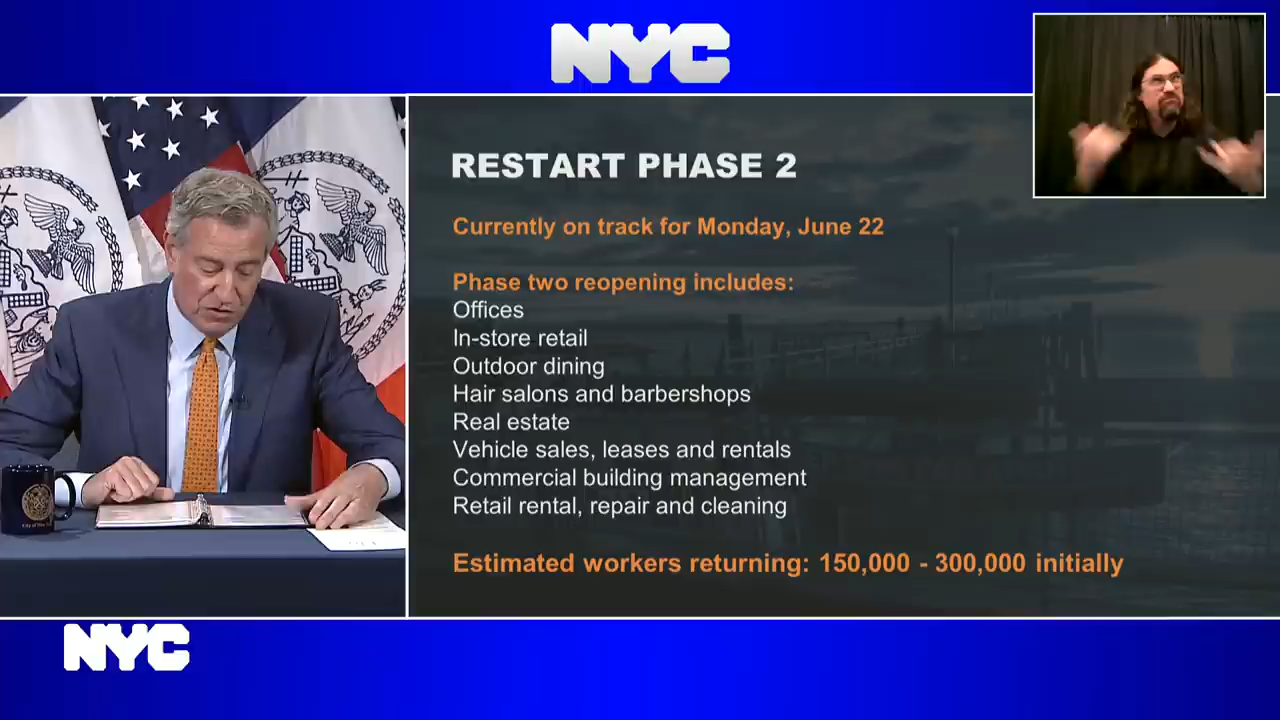 NYC
RESTART PHASE 2
Currently on track for Monday, June 22
Phase two reopening includes:
Offices
In-store retail
Outdoor dining
Hair salons and barbershops
Real estate
Vehicle sales, leases and rentals
Commercial building management
Retail rental, repair and cleaning
Estimated workers returning: 150,000 - 300,000 initially
NYC